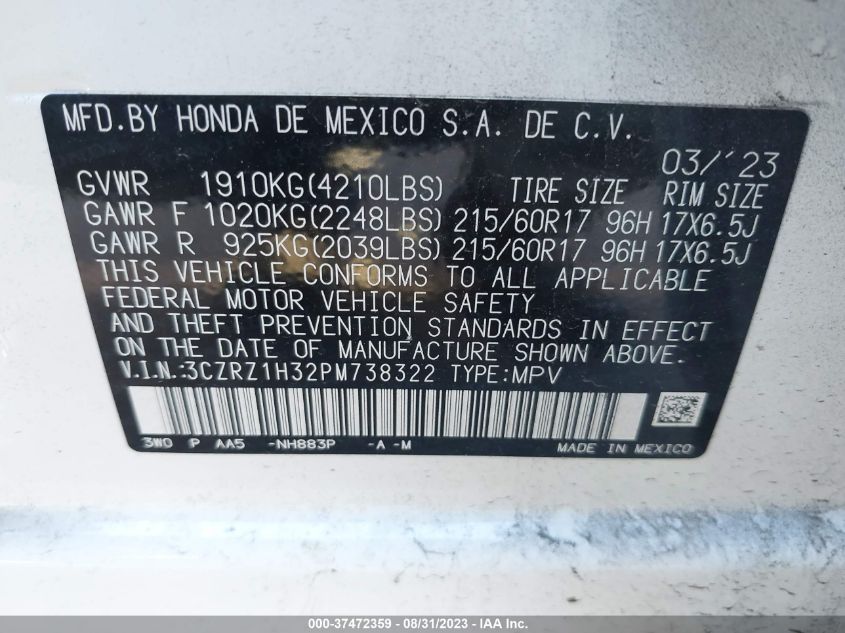 MFD.BY HONDA DE MEXICO S.A. DE C.V.
03/'23
GVWR 1910KG(4210LBS) TIRE SIZE RIM SIZE
GAWR F 1020KG(2248LBS) 215/60R17 96H 17X6.5J
GAWR R 925KG(2039LBS) 215/60R17 96H 17X6.5J
THIS VEHICLE CONFORMS TO ALL APPLICABLE
FEDERAL MOTOR VEHICLE SAFETY
AND THEFT PREVENTION STANDARDS IN EFFECT
ON THE DATE OF MANUFACTURE SHOWN ABOVE.
V.I.N.:3CZRZ1H32PM738322 TYPE:MPV
3W0 P AA5 -NH883P -A -M MADE IN MEXICO
000-37472359 - 08/31/2023 - IAA Inc.